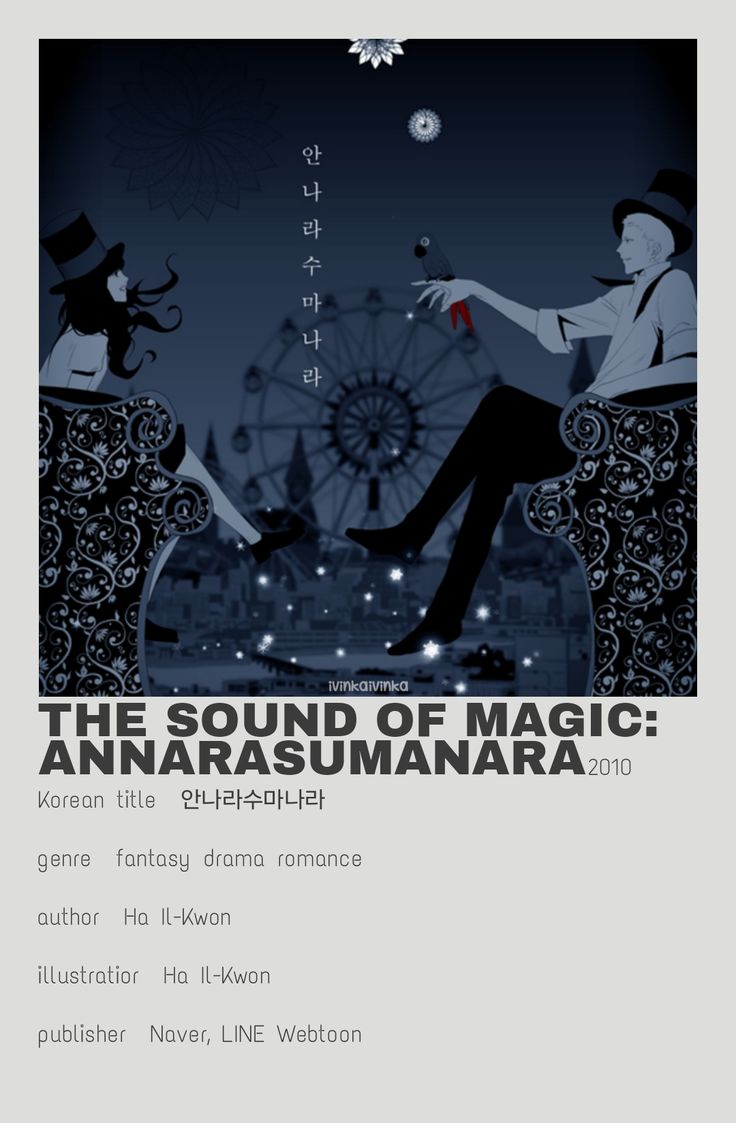 안나라수마나라
ivinkaivinka
THE SOUND OF MAGIC:
ANNARASUMANARA2010
Korean title 안나라수마나라
genre fantasy drama romance
author Ha Il-Kwon
illustratior Ha Il-Kwon
publisher Naver, LINE Webtoon